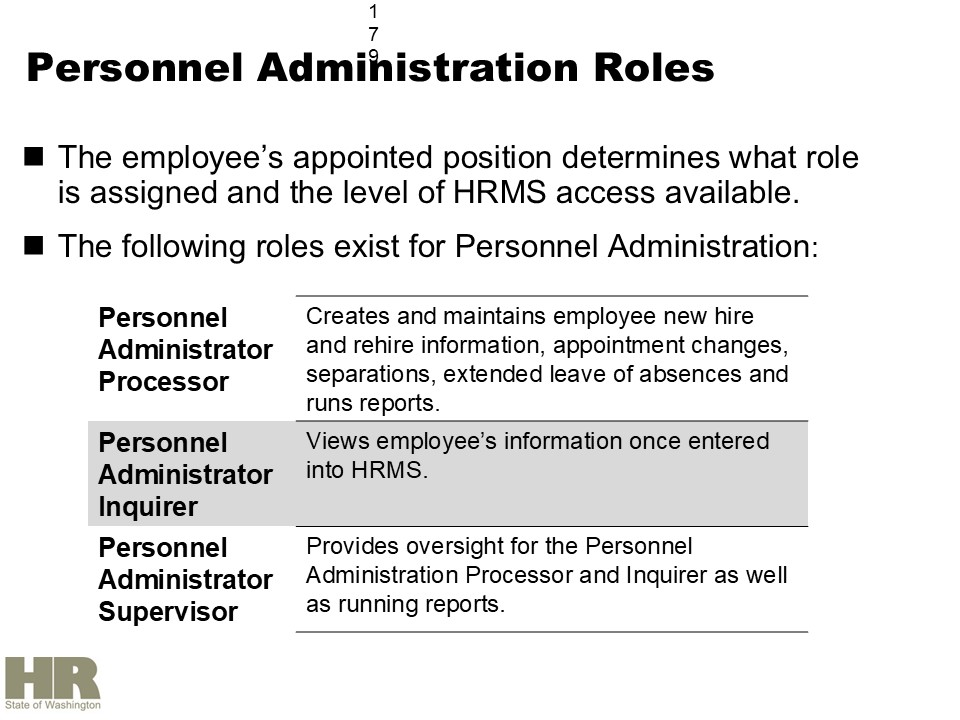 1
7
9
Personnel Administration Roles
■ The employee’s appointed position determines what role
is assigned and the level of HRMS access available.
■ The following roles exist for Personnel Administration:
Personnel
Administrator
Processor
Creates and maintains employee new hire
and rehire information, appointment changes,
separations, extended leave of absences and
runs reports.
Personnel
Administrator
Inquirer
Views employee’s information once entered
into HRMS.
Personnel
Administrator
Supervisor
Provides oversight for the Personnel
Administration Processor and Inquirer as well
as running reports.
HR
State of Washington